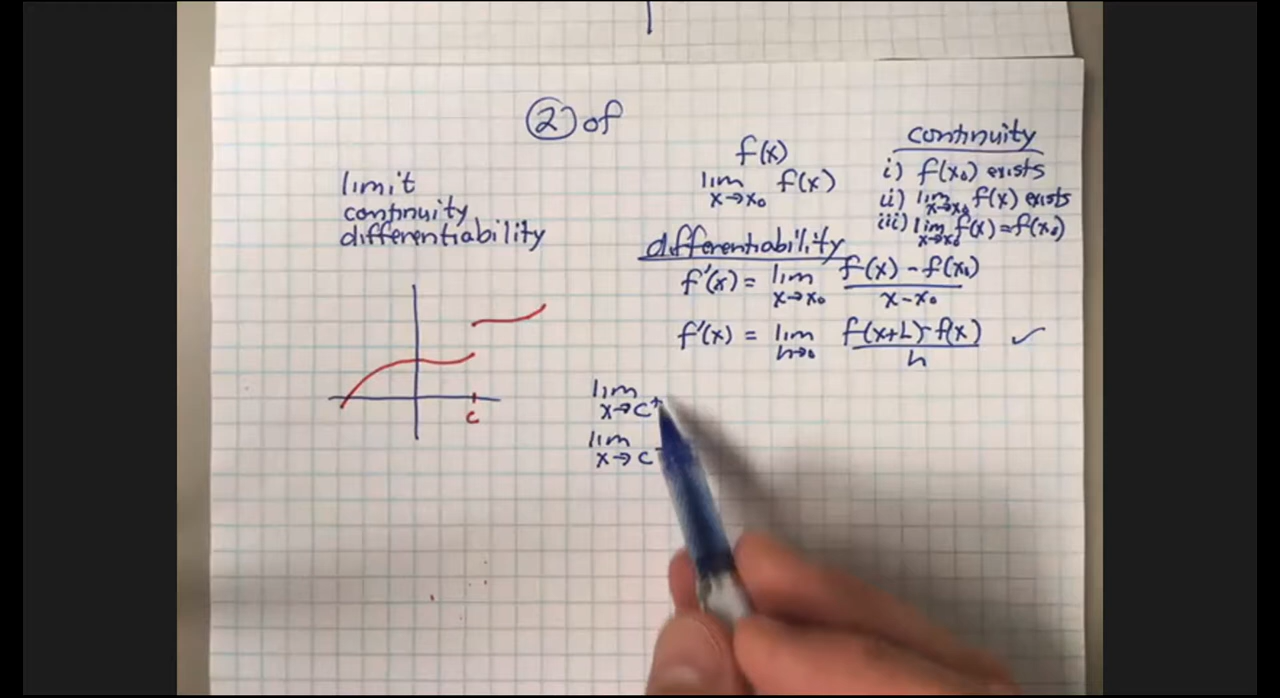 ② of
limit
continuity
differentiability
f(x)
lim f(x)
x→x₀
continuity
i) f(x₀) exists
ii) lim f(x) exists
x→x₀
iii) lim f(x) = f(x₀)
x→x₀
differentiability
f'(x) = lim f(x) - f(x₀)
x→x₀ x-x₀
f'(x) = lim f(x+h) - f(x) ✓
h→0 h
c
lim
x→c⁺
lim
x→c⁻